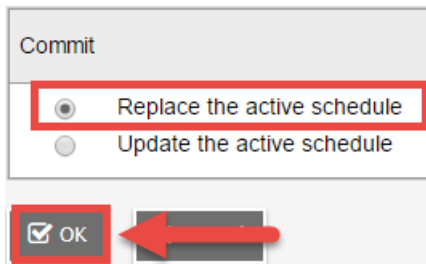 Commit
Replace the active schedule
Update the active schedule
OK